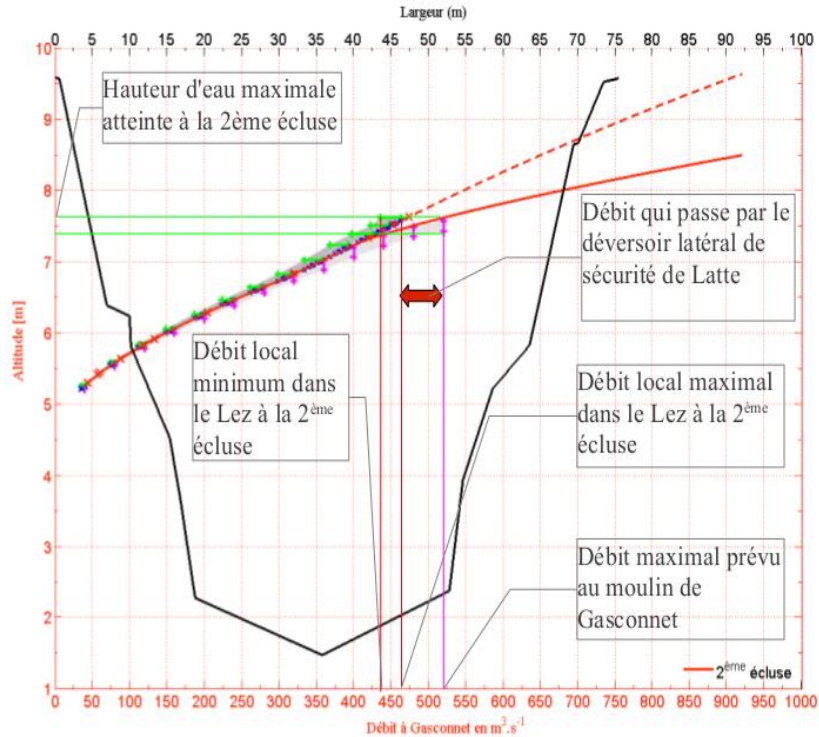 Largeur (m)
0 5 10 15 20 25 30 35 40 45 50 55 60 65 70 75 80 85 90 95 100
10
9
8
7
6
5
4
3
2
1
Altitude [m]
Hauteur d'eau maximale
atteinte à la 2ème écluse
Débit qui passe par le
déversoir latéral de
sécurité de Latte
Débit local
minimum dans
le Lez à la 2ème
écluse
Débit local maximal
dans le Lez à la 2ème
écluse
Débit maximal prévu
au moulin de
Gasconnet
2ème écluse
0 50 100 150 200 250 300 350 400 450 500 550 600 650 700 750 800 850 900 950 1000
Débit à Gasconnet en m³.s⁻¹